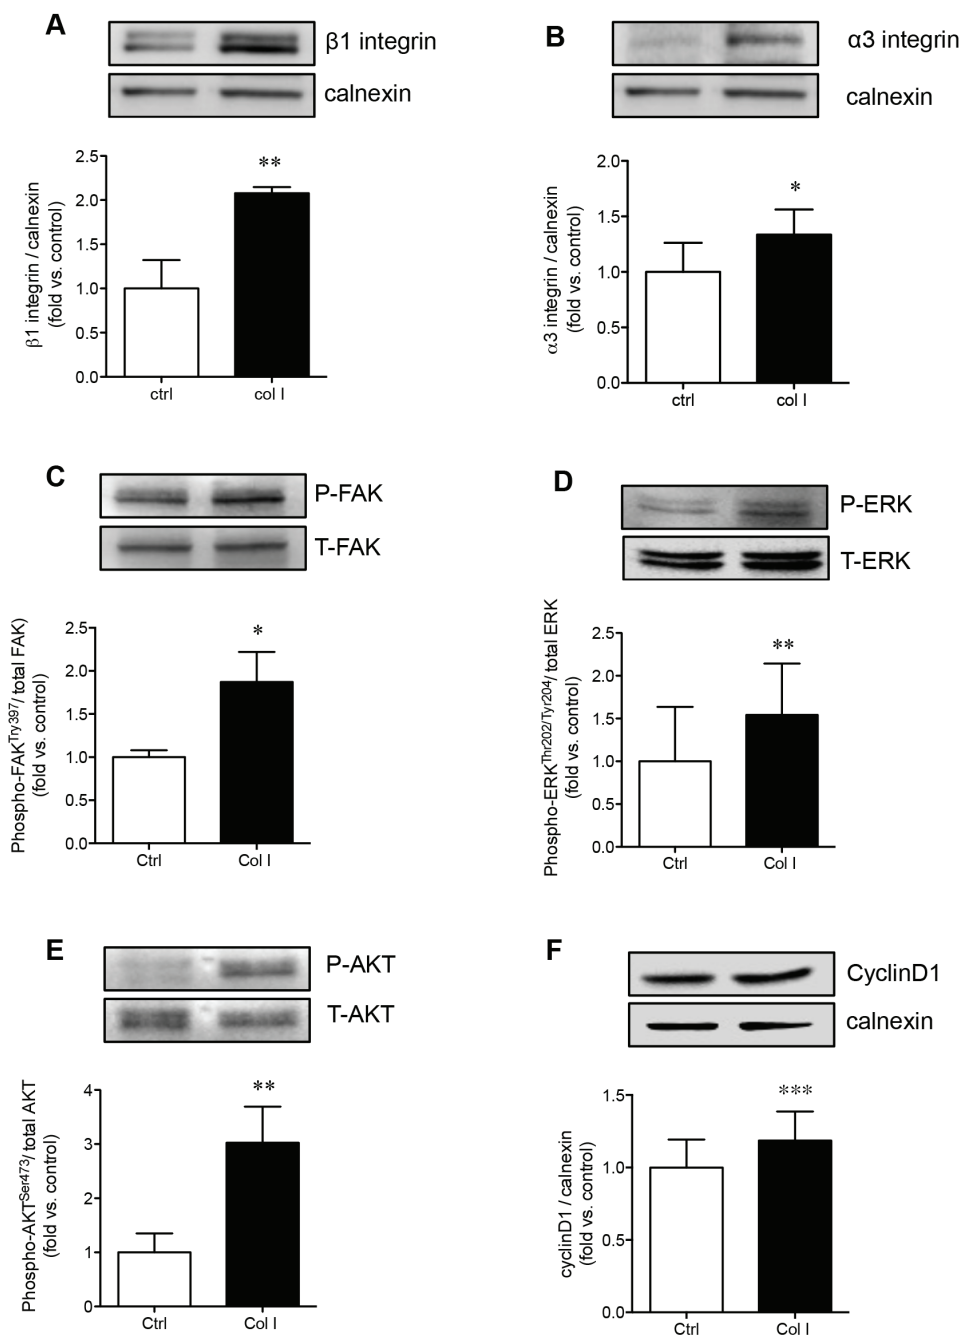 A
β1 integrin
calnexin
**
2.5
2.0
1.5
1.0
0.5
0.0
β1 integrin / calnexin
(fold vs. control)
ctrl
col I
B
α3 integrin
calnexin
*
2.0
1.5
1.0
0.5
0.0
α3 integrin / calnexin
(fold vs. control)
ctrl
col I
C
P-FAK
T-FAK
*
2.5
2.0
1.5
1.0
0.5
0.0
Phospho-FAKTry397/ total FAK)
(fold vs. control)
Ctrl
Col I
D
P-ERK
T-ERK
**
2.5
2.0
1.5
1.0
0.5
0.0
Phospho-ERKThr202/Tyr204/ total ERK
(fold vs. control)
Ctrl
Col I
E
P-AKT
T-AKT
**
4
3
2
1
0
Phospho-AKTSer473/ total AKT
(fold vs. control)
Ctrl
Col I
F
CyclinD1
calnexin
***
1.5
1.0
0.5
0.0
cyclinD1 / calnexin
(fold vs. control)
Ctrl
Col I